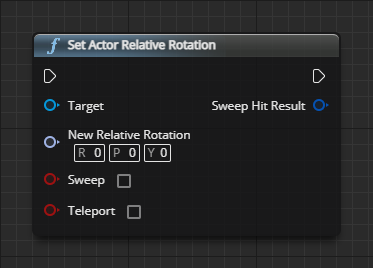 f Set Actor Relative Rotation
Target
Sweep Hit Result
New Relative Rotation
R 0 P 0 Y 0
Sweep
Teleport